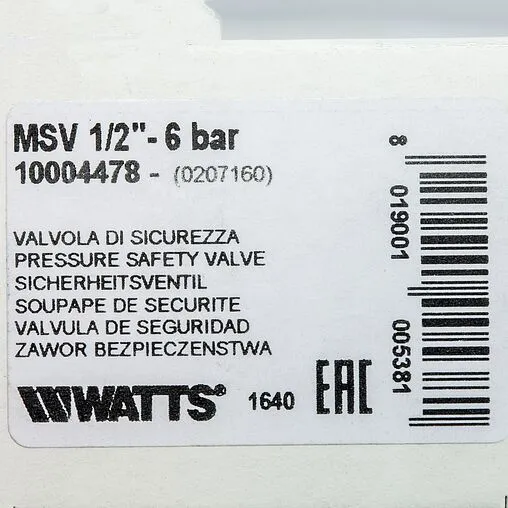 MSV 1/2"- 6 bar
10004478 - (0207160)
VALVOLA DI SICUREZZA
PRESSURE SAFETY VALVE
SICHERHEITSVENTIL
SOUPAPE DE SECURITE
VALVULA DE SEGURIDAD
ZAWOR BEZPIECZENSTWA
WATTS® 1640 EAC
8 019001 005381